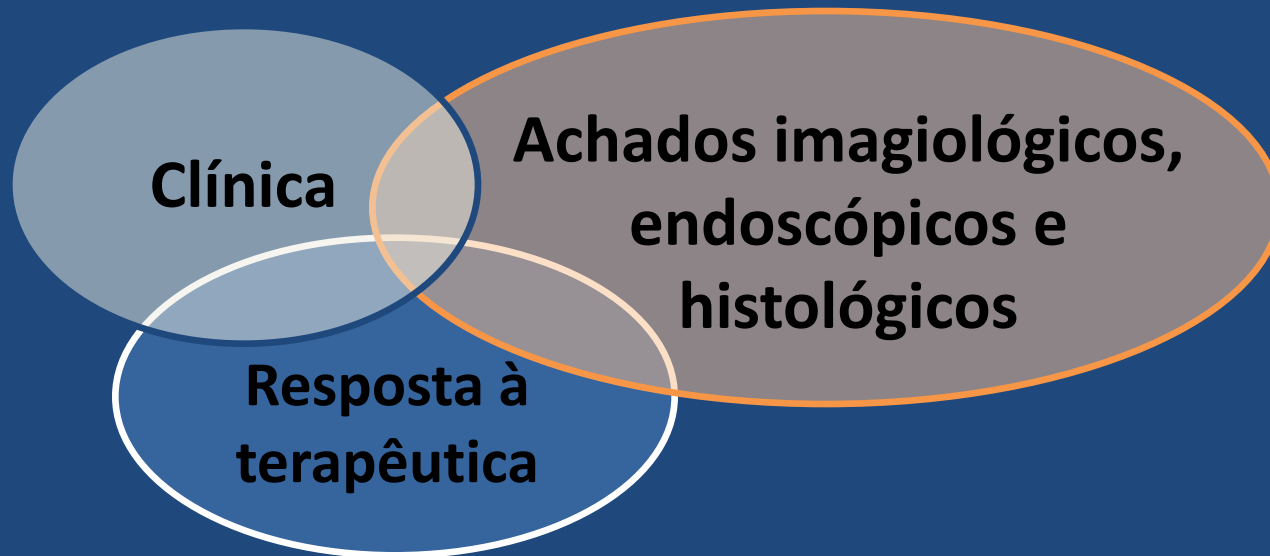 Clínica
Achados imagiológicos,
endoscópicos e
histológicos
Resposta à
terapêutica